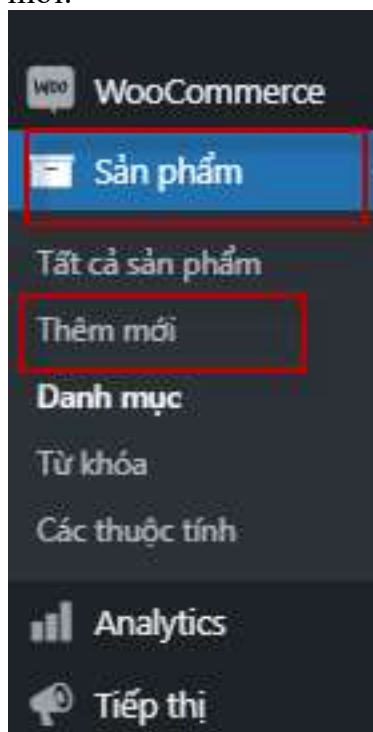 mới.
Woo WooCommerce
Sản phẩm
Tất cả sản phẩm
Thêm mới
Danh mục
Từ khóa
Các thuộc tính
Analytics
Tiếp thị